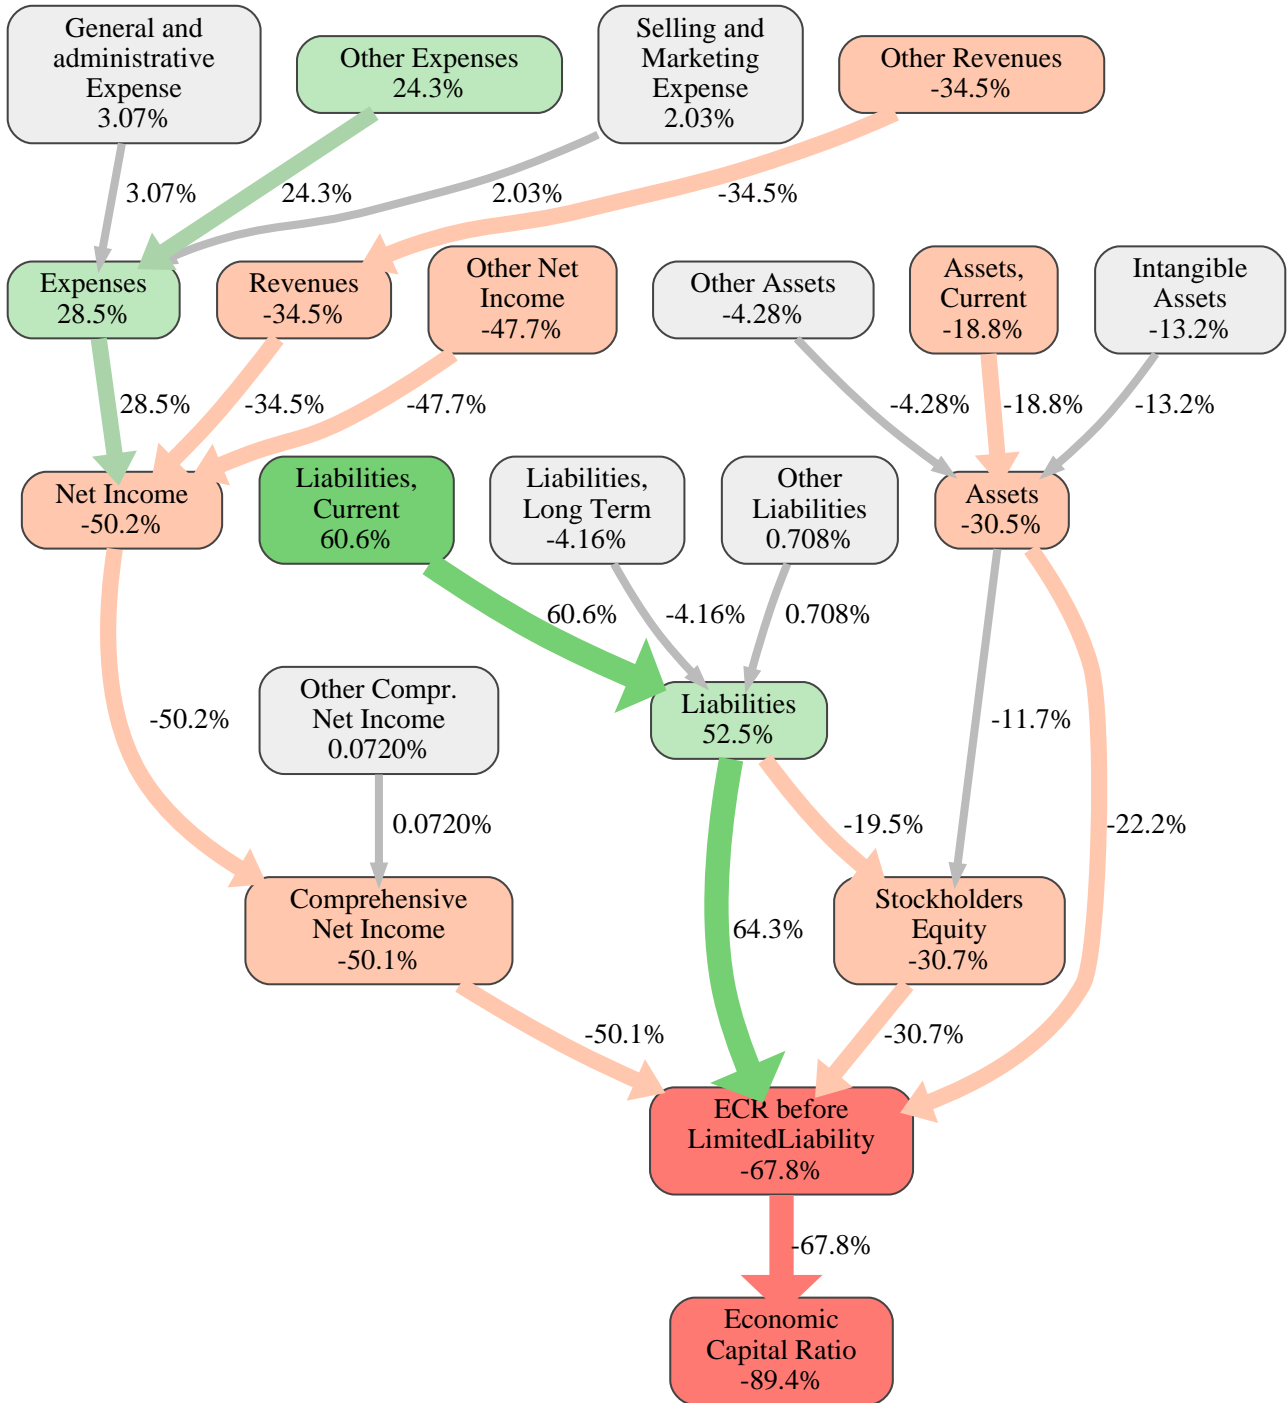 General and
administrative
Expense
3.07%
Other Expenses
24.3%
Selling and
Marketing
Expense
2.03%
Other Revenues
-34.5%
3.07%
24.3%
2.03%
-34.5%
Expenses
28.5%
Revenues
-34.5%
Other Net
Income
-47.7%
Other Assets
-4.28%
Assets,
Current
-18.8%
Intangible
Assets
-13.2%
28.5%
-34.5%
-47.7%
-4.28%
-18.8%
-13.2%
Net Income
-50.2%
Liabilities,
Current
60.6%
Liabilities,
Long Term
-4.16%
Other
Liabilities
0.708%
Assets
-30.5%
60.6%
-4.16%
0.708%
Other Compr.
Net Income
0.0720%
Liabilities
52.5%
-50.2%
-11.7%
0.0720%
-19.5%
-22.2%
Comprehensive
Net Income
-50.1%
64.3%
Stockholders
Equity
-30.7%
-50.1%
-30.7%
ECR before
LimitedLiability
-67.8%
-67.8%
Economic
Capital Ratio
-89.4%